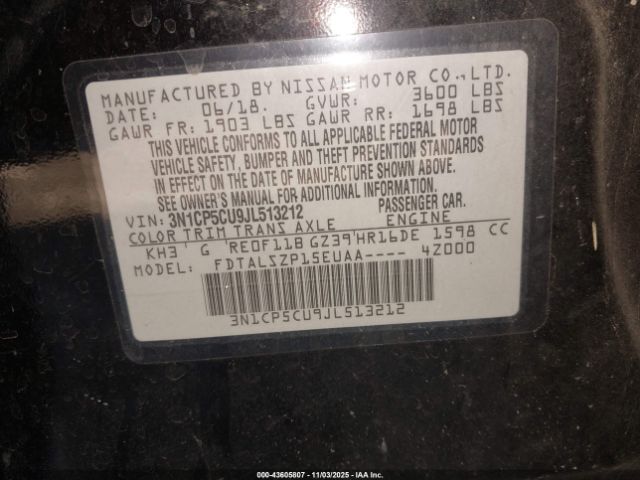 MANUFACTURED BY NISSAN MOTOR CO.,LTD.
DATE: 06/18. GVWR: 3600 LBS
GAWR FR: 1903 LBS GAWR RR: 1698 LBS
THIS VEHICLE CONFORMS TO ALL APPLICABLE FEDERAL MOTOR
VEHICLE SAFETY, BUMPER AND THEFT PREVENTION STANDARDS
IN EFFECT ON THE DATE OF MANUFACTURE SHOWN ABOVE.
SEE OWNER'S MANUAL FOR ADDITIONAL INFORMATION.
VIN: 3N1CP5CU9JL513212 PASSENGER CAR.
COLOR TRIM TRANS AXLE ENGINE
KH3 G RE0F11B GZ39 HR16DE 1598 CC
MODEL: FDTALSZP15EUAA---- 4Z000
3N1CP5CU9JL513212
000-43605807 - 11/03/2025 - IAA Inc.